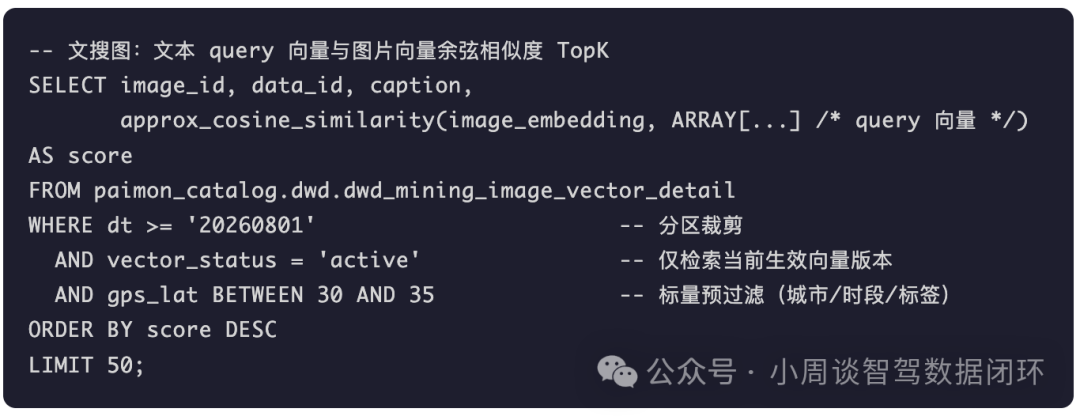 -- 文搜图：文本 query 向量与图片向量余弦相似度 TopK
SELECT image_id, data_id, caption,
       approx_cosine_similarity(image_embedding, ARRAY[...] /* query 向量 */)
AS score
FROM paimon_catalog.dwd.dwd_mining_image_vector_detail
WHERE dt >= '20260801'                       -- 分区裁剪
  AND vector_status = 'active'               -- 仅检索当前生效向量版本
  AND gps_lat BETWEEN 30 AND 35              -- 标量预过滤（城市/时段/标签）
ORDER BY score DESC
LIMIT 50;
公众号 · 小周谈智驾数据闭环